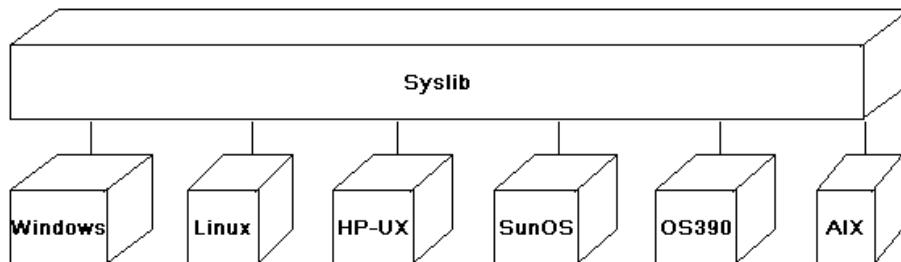 Syslib
Windows
Linux
HP-UX
SunOS
OS390
AIX